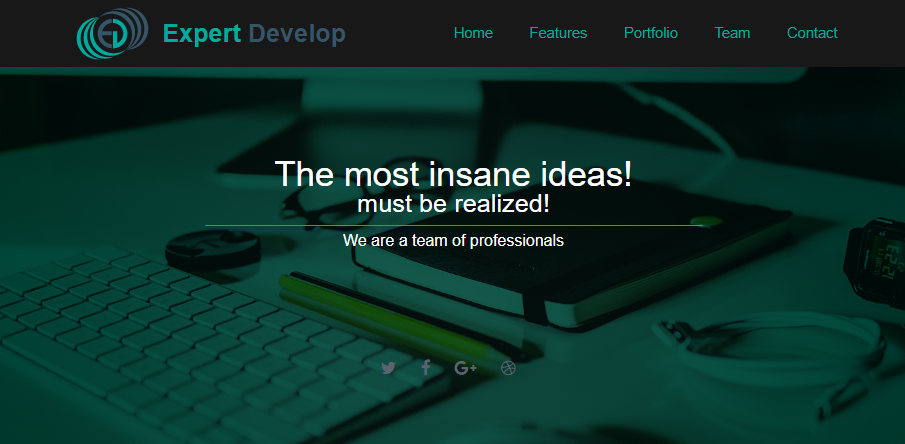 Expert Develop
Home Features Portfolio Team Contact
The most insane ideas!
must be realized!
We are a team of professionals